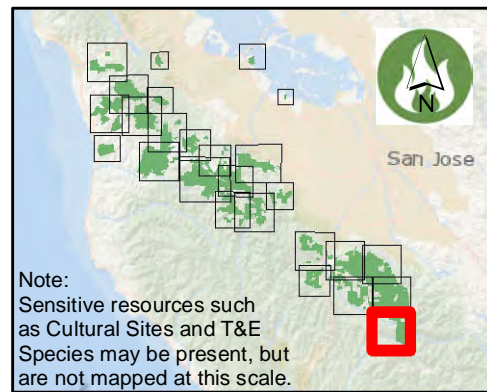 N
San Jose
Note:
Sensitive resources such
as Cultural Sites and T&E
Species may be present, but
are not mapped at this scale.